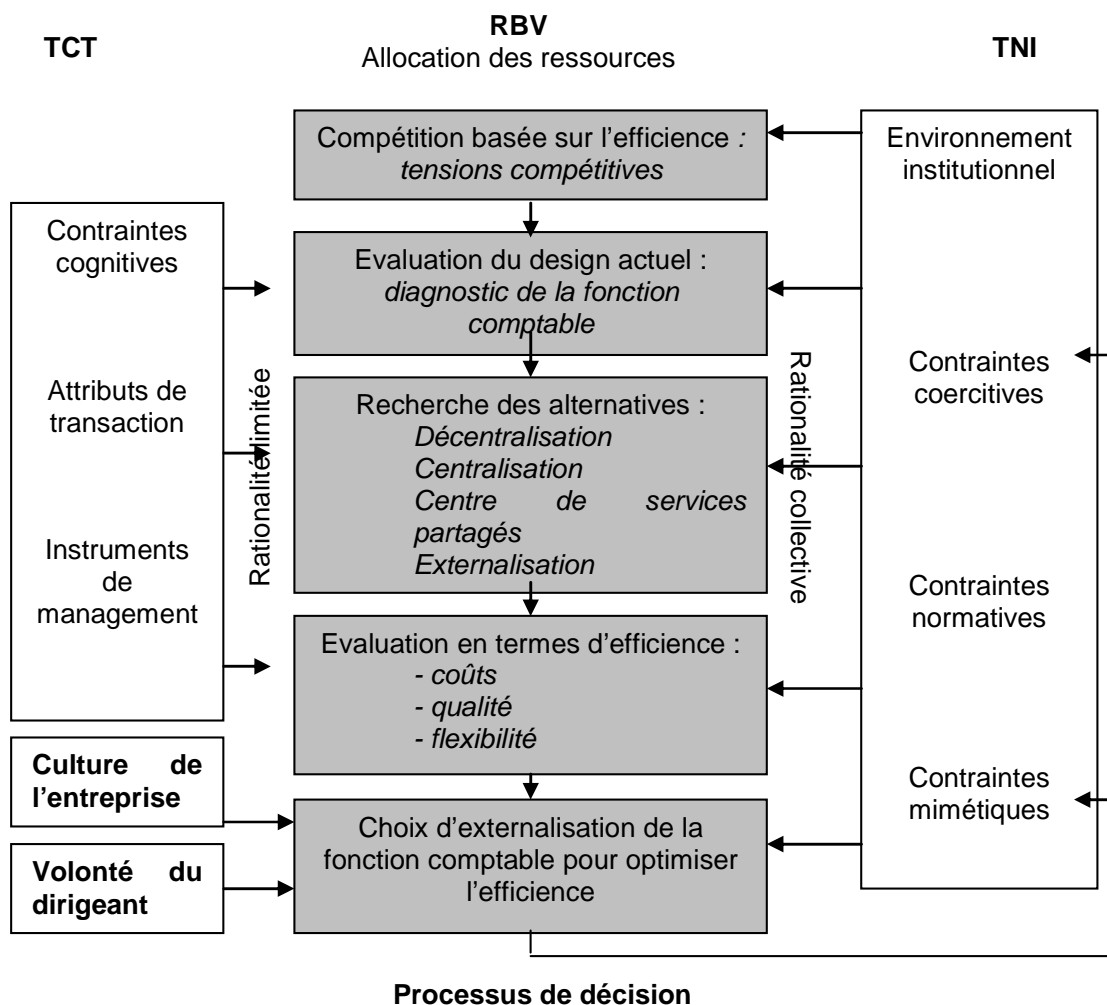 TCT
RBV
Allocation des ressources
TNI
Contraintes
cognitives
Attributs de
transaction
Instruments
de
management
Culture de
l’entreprise
Volonté du
dirigeant
Rationalité limitée
Compétition basée sur l’efficience :
tensions compétitives
Evaluation du design actuel :
diagnostic de la fonction
comptable
Recherche des alternatives :
Décentralisation
Centralisation
Centre de services
partagés
Externalisation
Evaluation en termes d’efficience :
- coûts
- qualité
- flexibilité
Choix d’externalisation de la
fonction comptable pour optimiser
l’efficience
Rationalité collective
Environnement
institutionnel
Contraintes
coercitives
Contraintes
normatives
Contraintes
mimétiques
Processus de décision